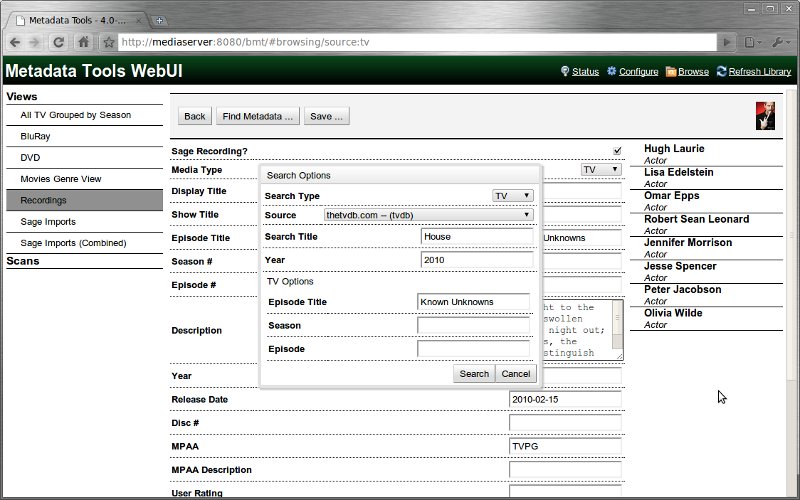 Metadata Tools - 4.0-
http://mediaserver:8080/bmt/#browsing/source:tv
Metadata Tools WebUI
Status Configure Browse Refresh Library
Views
All TV Grouped by Season
BluRay
DVD
Movies Genre View
Recordings
Sage Imports
Sage Imports (Combined)
Scans
Back Find Metadata ... Save ...
Sage Recording?
Media Type TV
Display Title
Show Title
Episode Title Unknowns
Season #
Episode #
Description
ht to the
swollen
night out;
s, the
stinguish
Year
Release Date 2010-02-15
Disc #
MPAA TVPG
MPAA Description
User Rating
Search Options
Search Type TV
Source thetvdb.com -- (tvdb)
Search Title House
Year 2010
TV Options
Episode Title Known Unknowns
Season
Episode
Search Cancel
Hugh Laurie
Actor
Lisa Edelstein
Actor
Omar Epps
Actor
Robert Sean Leonard
Actor
Jennifer Morrison
Actor
Jesse Spencer
Actor
Peter Jacobson
Actor
Olivia Wilde
Actor